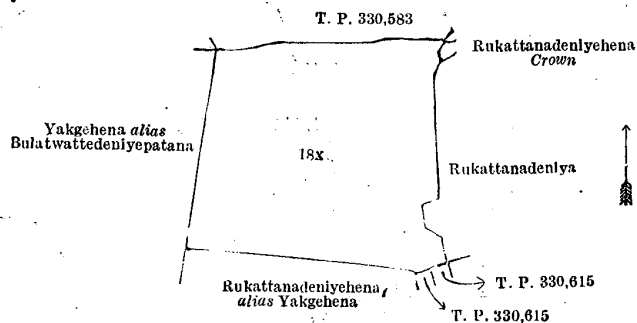 T. P. 330,583
Rukattanadeniyehena
Crown
Yakgehena alias
Bulatwattedeniyepatana
18x
Rukattanadeniya
Rukattanadeniyehena
alias Yakgehena
T. P. 330,615
T. P. 330,615